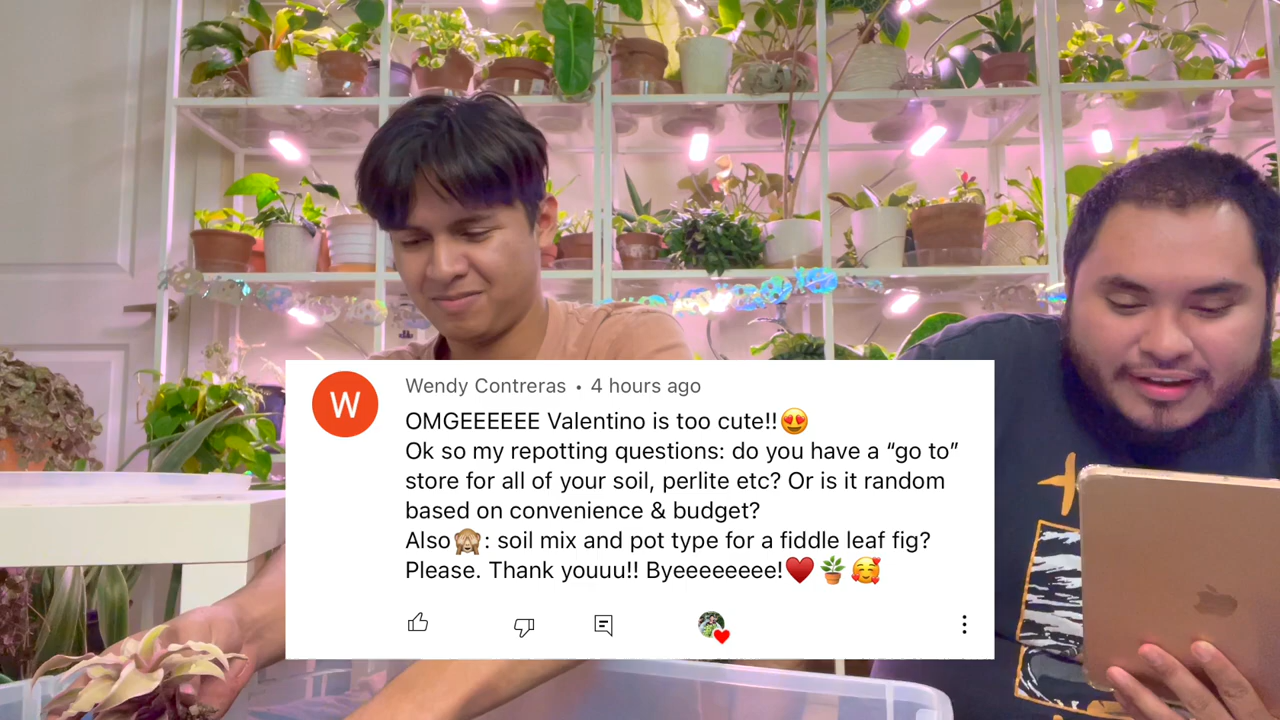 W
Wendy Contreras • 4 hours ago
OMGEEEEEE Valentino is too cute!!😍
Ok so my repotting questions: do you have a “go to”
store for all of your soil, perlite etc? Or is it random
based on convenience & budget?
Also🙈: soil mix and pot type for a fiddle leaf fig?
Please. Thank youuu!! Byeeeeeeee!♥️🪴🥰